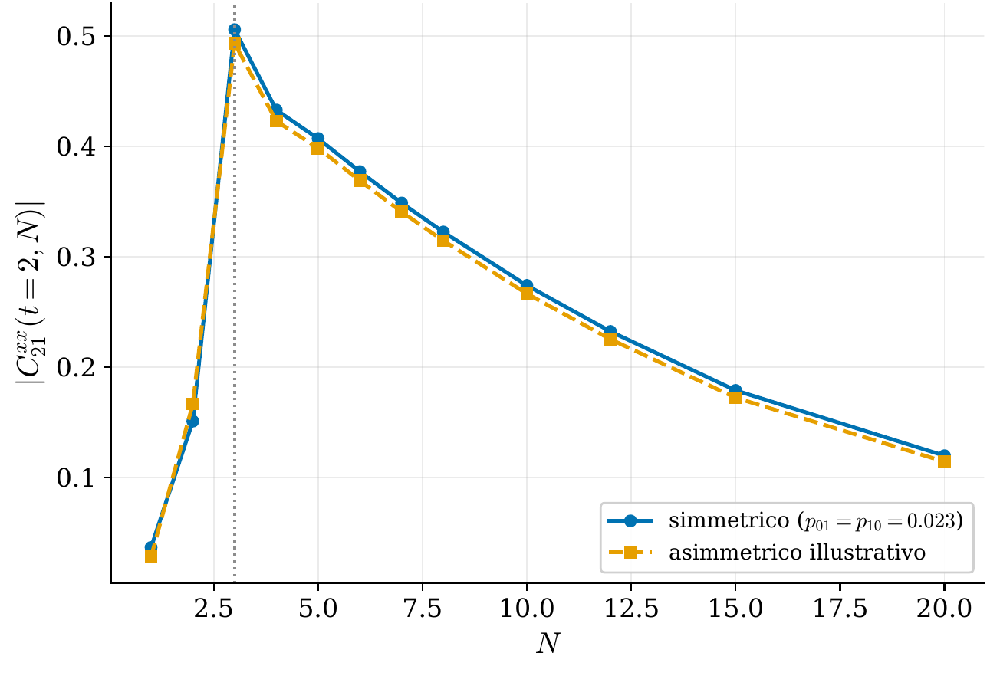 0.5
0.4
0.3
0.2
0.1
|C_{21}^{xx}(t = 2, N)|
2.5 5.0 7.5 10.0 12.5 15.0 17.5 20.0
N
simmetrico (p_{01} = p_{10} = 0.023)
asimmetrico illustrativo